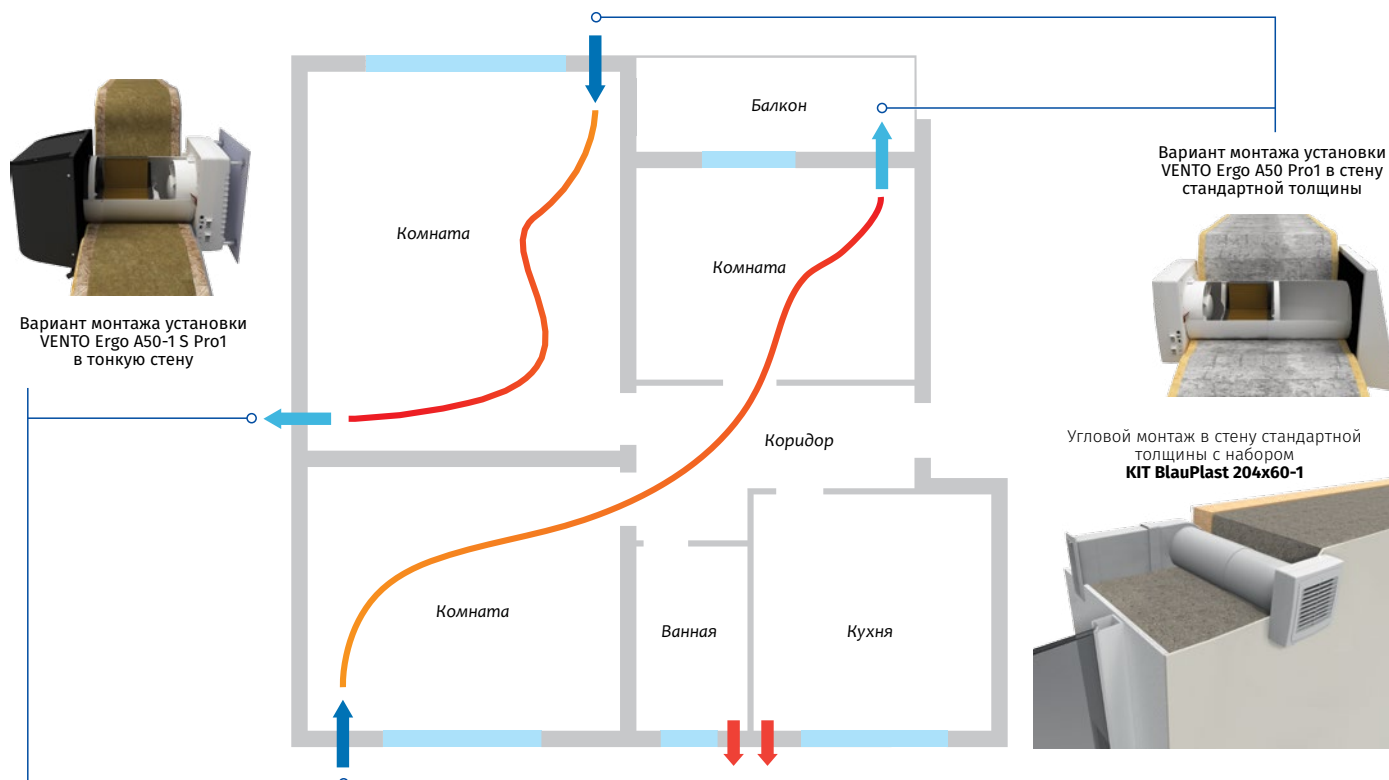 Балкон
Вариант монтажа установки
VENTO Ergo A50 Pro1 в стену
стандартной толщины
Комната
Комната
Вариант монтажа установки
VENTO Ergo A50-1 S Pro1
в тонкую стену
Коридор
Угловой монтаж в стену стандартной
толщины с набором
KIT BlauPlast 204x60-1
Комната
Ванная
Кухня